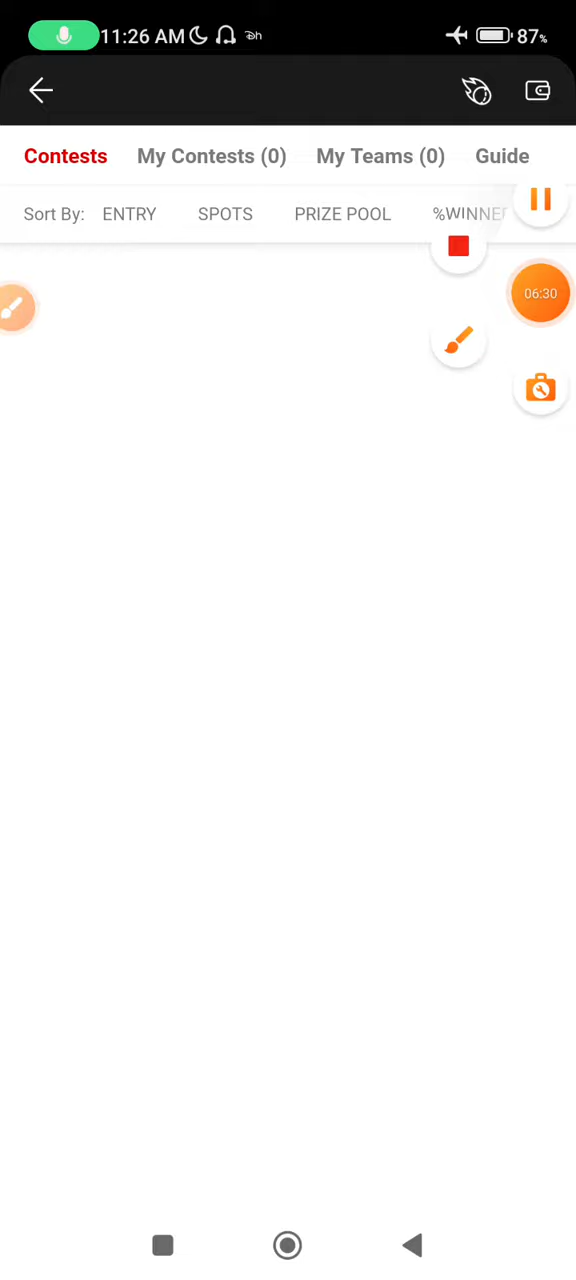 11:26 AM
87%
Contests My Contests (0) My Teams (0) Guide
Sort By: ENTRY SPOTS PRIZE POOL
06:30